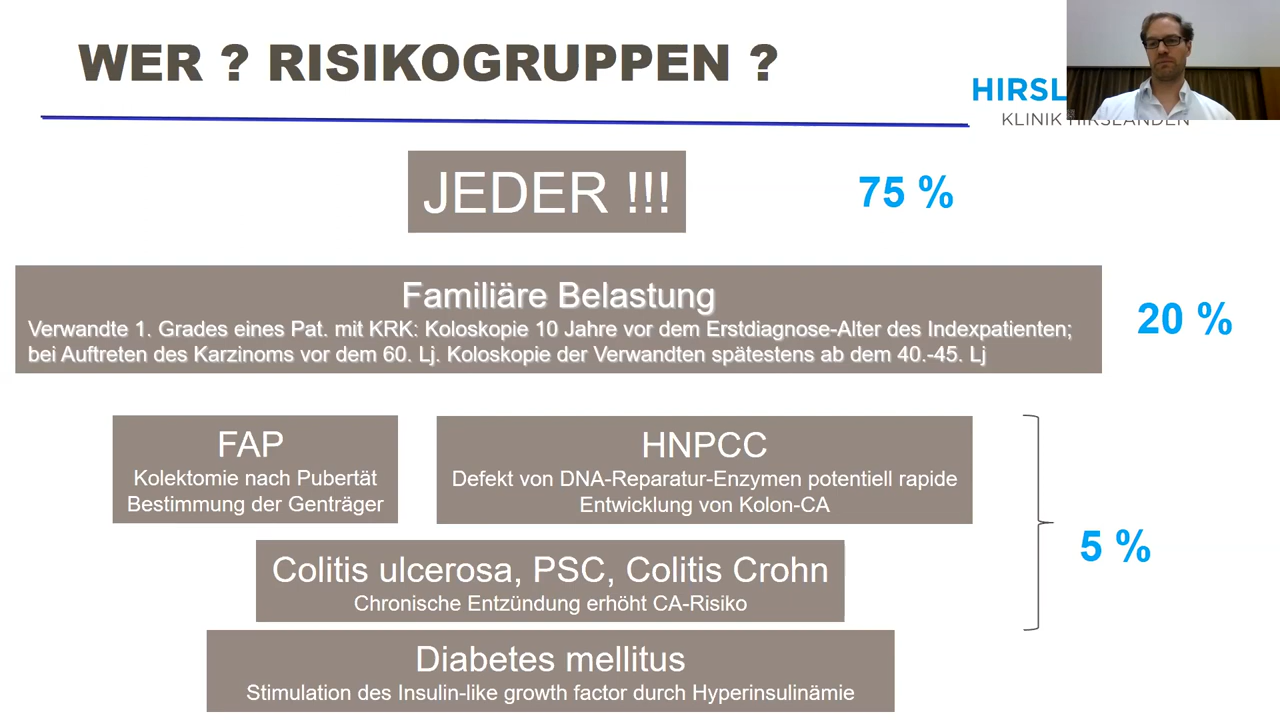 WER ? RISIKOGRUPPEN ?
HIRSL
KLINIK HIRSLANDEN
JEDER !!!
75 %
Familiäre Belastung
Verwandte 1. Grades eines Pat. mit KRK: Koloskopie 10 Jahre vor dem Erstdiagnose-Alter des Indexpatienten;
bei Auftreten des Karzinoms vor dem 60. Lj. Koloskopie der Verwandten spätestens ab dem 40.-45. Lj
20 %
FAP
Kolektomie nach Pubertät
Bestimmung der Genträger
HNPCC
Defekt von DNA-Reparatur-Enzymen potentiell rapide
Entwicklung von Kolon-CA
5 %
Colitis ulcerosa, PSC, Colitis Crohn
Chronische Entzündung erhöht CA-Risiko
Diabetes mellitus
Stimulation des Insulin-like growth factor durch Hyperinsulinämie